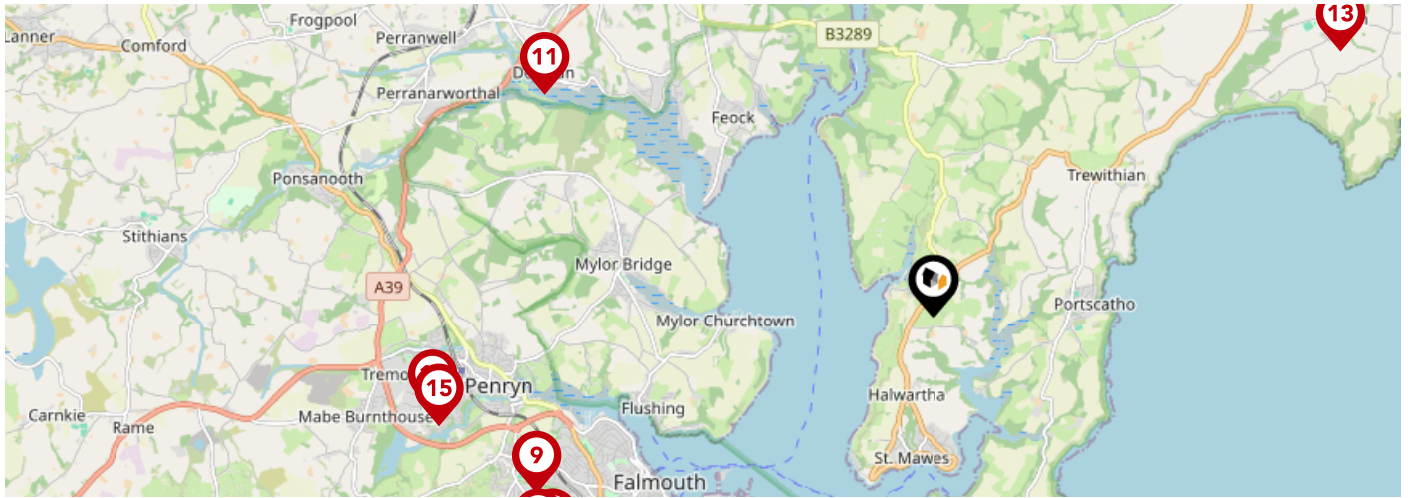 Frogpool
13
Lanner
Perranwell
B3289
Comford
11
Perranarworthal
Feock
Ponsanooth
Trewithian
Stithians
Mylor Bridge
A39
Portscatho
Mylor Churchtown
15
Penryn
Halwartha
Carnkie
Mabe Burnthouse
Flushing
Rame
9
St. Mawes
Falmouth